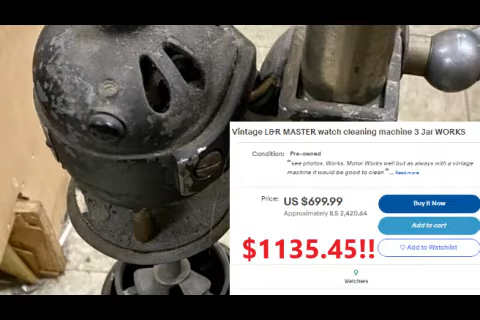 Vintage L&R MASTER watch cleaning machine 3 Jar WORKS
Condition: Pre-owned
"see photos. Works. Motor Works well but as always with a vintage
machine it would be good to clean" ... Read more
Price: US $699.99
Buy It Now
Approximately ILS 2,420.64
Add to cart
$1135.45!!
Add to Watchlist
9
Watchers